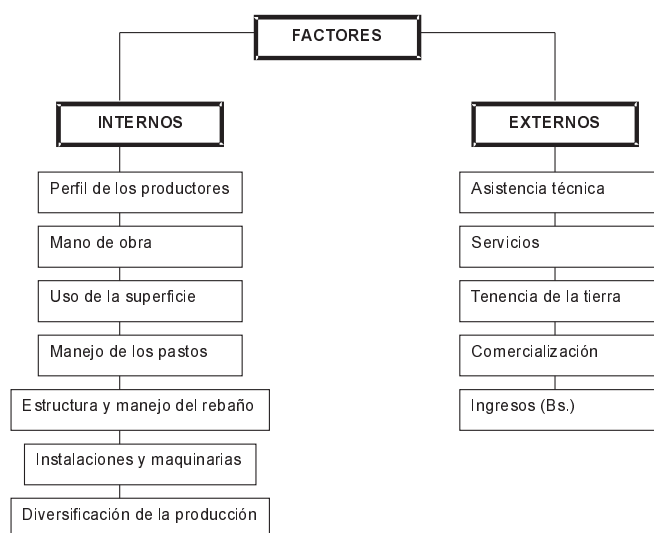 FACTORES
INTERNOS
Perfil de los productores
Mano de obra
Uso de la superficie
Manejo de los pastos
Estructura y manejo del rebaño
Instalaciones y maquinarias
Diversificación de la producción
EXTERNOS
Asistencia técnica
Servicios
Tenencia de la tierra
Comercialización
Ingresos (Bs.)